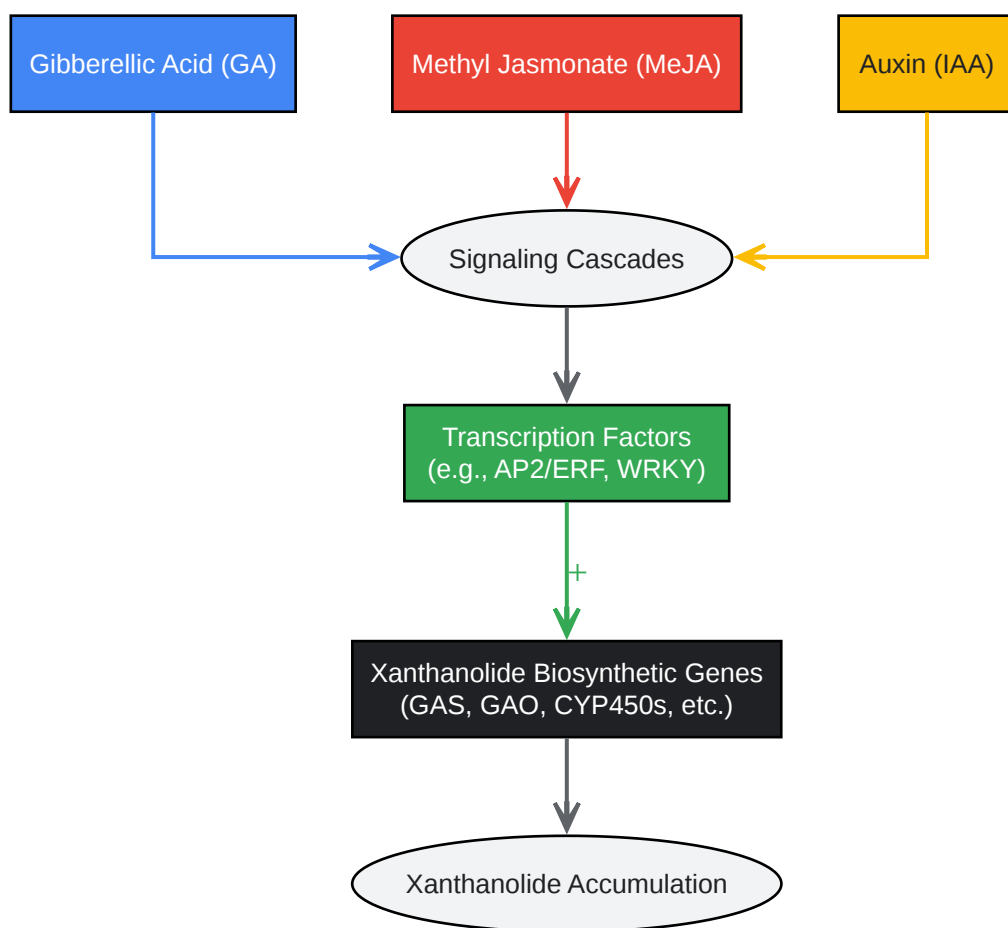 Gibberellic Acid (GA)
Methyl Jasmonate (MeJA)
Auxin (IAA)
Signaling Cascades
Transcription Factors
(e.g., AP2/ERF, WRKY)
+
Xanthanolide Biosynthetic Genes
(GAS, GAO, CYP450s, etc.)
Xanthanolide Accumulation